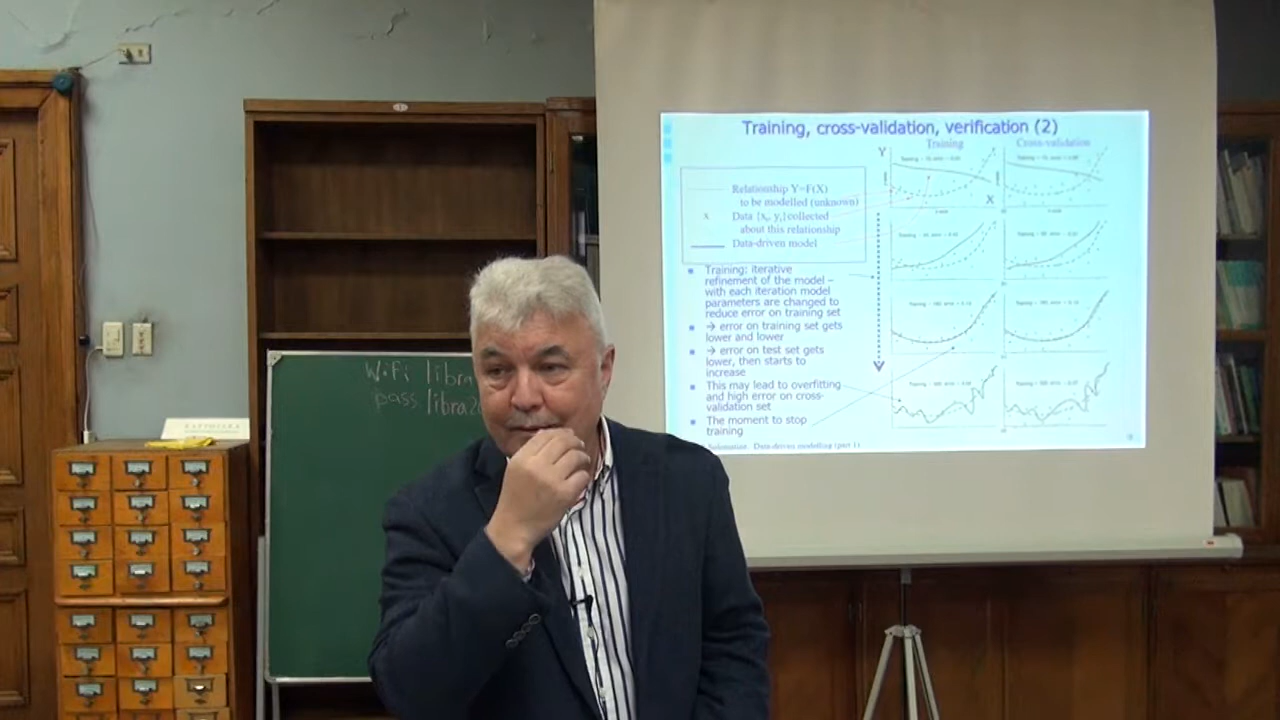 Training, cross-validation, verification (2)
Training
Cross-validation
Y
X
Relationship Y=F(X)
to be modelled (unknown)
x
Data {xi, yi} collected
about this relationship
Data-driven model
Training: iterative
refinement of the model –
with each iteration model
parameters are changed to
reduce error on training set
→ error on training set gets
lower and lower
→ error on test set gets
lower, then starts to
increase
This may lead to overfitting
and high error on cross-
validation set
The moment to stop
training
Data-driven modelling (part 1)
WiFi libra
pass libra